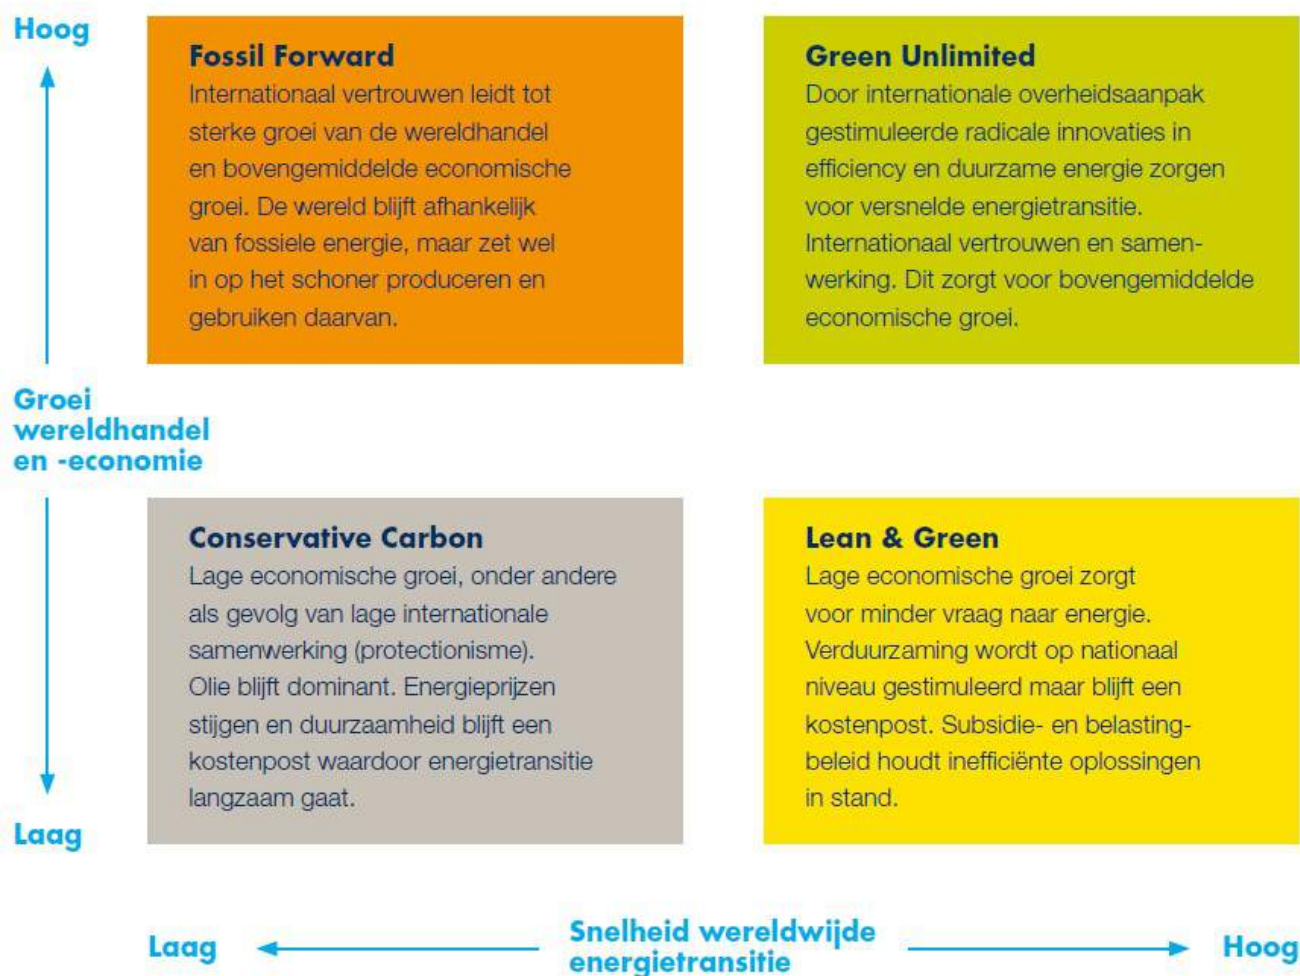 Hoog
Fossil Forward
Internationaal vertrouwen leidt tot
sterke groei van de wereldhandel
en bovengemiddelde economische
groei. De wereld blijft afhankelijk
van fossiele energie, maar zet wel
in op het schoner produceren en
gebruiken daarvan.
Green Unlimited
Door internationale overheidsaanpak
gestimuleerde radicale innovaties in
efficiency en duurzame energie zorgen
voor versnelde energietransitie.
Internationaal vertrouwen en samen-
werking. Dit zorgt voor bovengemiddelde
economische groei.
Groei
wereldhandel
en -economie
Conservative Carbon
Lage economische groei, onder andere
als gevolg van lage internationale
samenwerking (protectionisme).
Olie blijft dominant. Energieprijzen
stijgen en duurzaamheid blijft een
kostenpost waardoor energietransitie
langzaam gaat.
Lean & Green
Lage economische groei zorgt
voor minder vraag naar energie.
Verduurzaming wordt op nationaal
niveau gestimuleerd maar blijft een
kostenpost. Subsidie- en belasting-
beleid houdt inefficiënte oplossingen
in stand.
Laag
Laag
Snelheid wereldwijde
energietransitie
Hoog